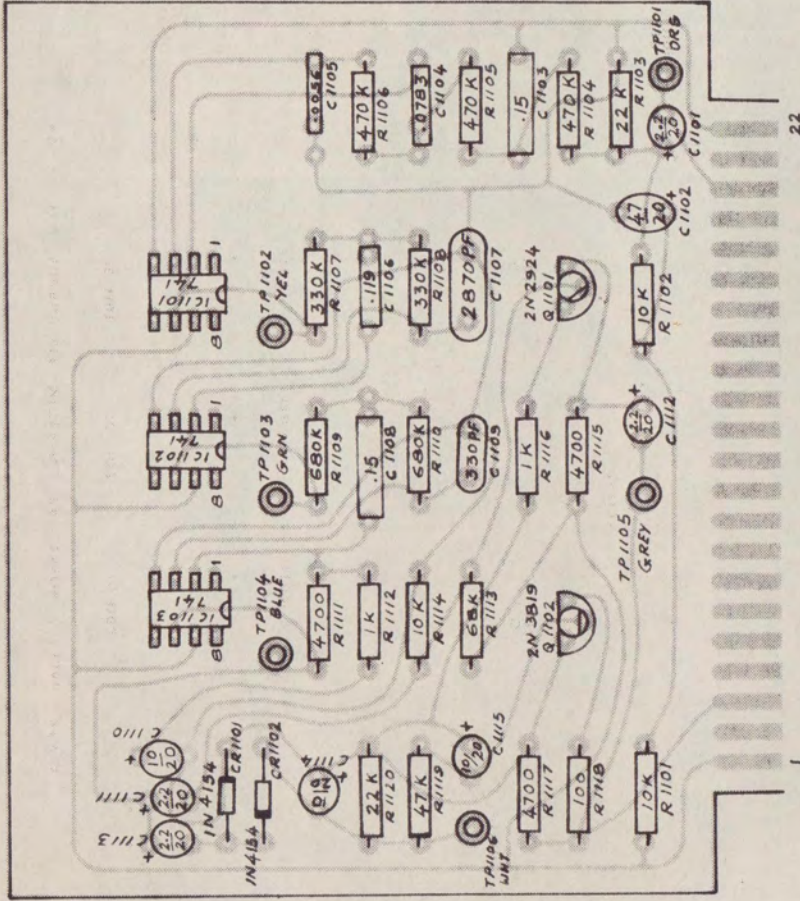 .0056
C1105
470K
R1106
.0783
C1104
470K
R1105
.15
C1103
470K
R1104
22K
R1103
TP1101
ORG
2.2
20
+
C1101
47
20
+
C1102
22
IC1101
741
8
1
TP1102
YEL
330K
R1107
.119
C1106
330K
R1108
2870PF
C1107
2N2924
Q1101
10K
R1102
IC1102
741
8
1
TP1103
GRN
680K
R1109
.15
C1108
680K
R1110
330PF
C1109
1K
R1116
4700
R1115
2.2
20
+
C1112
TP1105
GREY
IC1103
741
8
1
TP1104
BLUE
4700
R1111
1K
R1112
10K
R1114
68K
R1113
2N3819
Q1102
C1110
+
10
20
C1111
+
2.2
20
C1113
+
2.2
20
1N4154
CR1101
1N4154
CR1102
C1114
+
22K
R1120
47K
R1119
+
10/20
C1115
TP1106
WHT
4700
R1117
100
R1118
10K
R1101
1